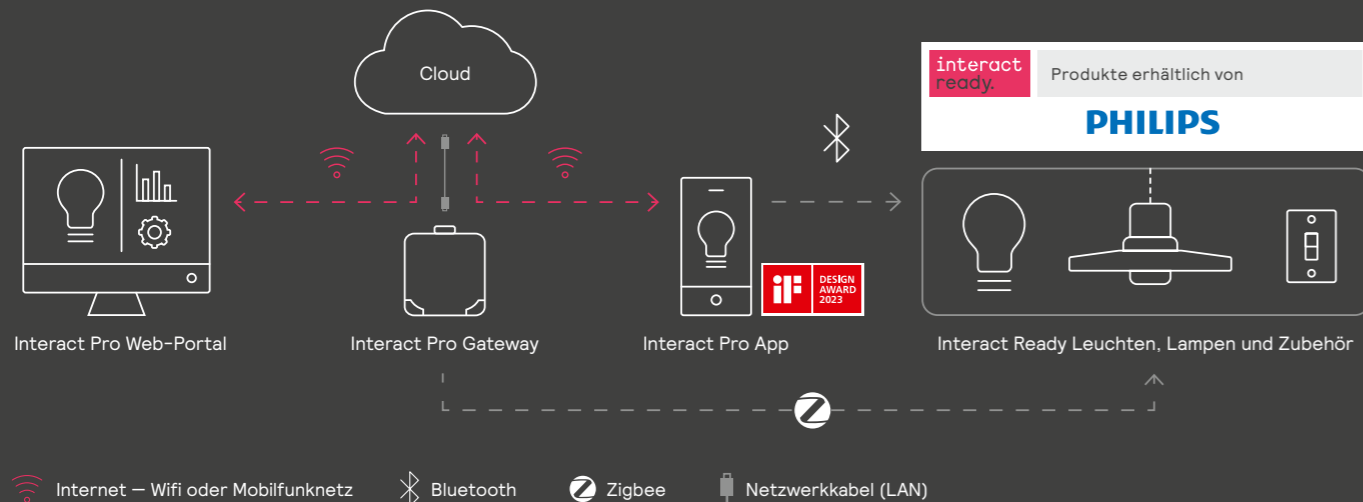 Cloud
interact
ready.
Produkte erhältlich von
PHILIPS
iF
DESIGN
AWARD
2023
Interact Pro Web-Portal
Interact Pro Gateway
Interact Pro App
Interact Ready Leuchten, Lampen und Zubehör
Internet — Wifi oder Mobilfunknetz
Bluetooth
Zigbee
Netzwerkkabel (LAN)